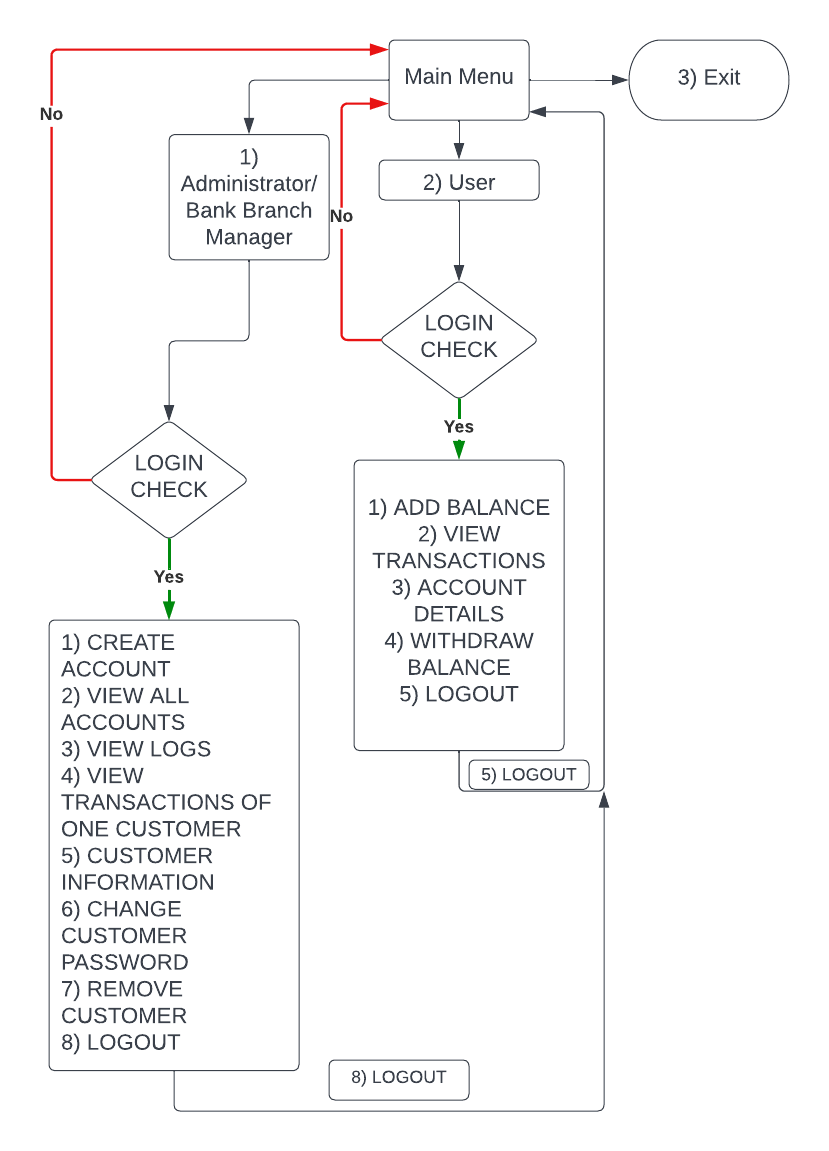 Main Menu
3) Exit
No
1)
Administrator/
Bank Branch
Manager
2) User
No
LOGIN
CHECK
Yes
LOGIN
CHECK
Yes
1) ADD BALANCE
2) VIEW
TRANSACTIONS
3) ACCOUNT
DETAILS
4) WITHDRAW
BALANCE
5) LOGOUT
5) LOGOUT
1) CREATE
ACCOUNT
2) VIEW ALL
ACCOUNTS
3) VIEW LOGS
4) VIEW
TRANSACTIONS OF
ONE CUSTOMER
5) CUSTOMER
INFORMATION
6) CHANGE
CUSTOMER
PASSWORD
7) REMOVE
CUSTOMER
8) LOGOUT
8) LOGOUT